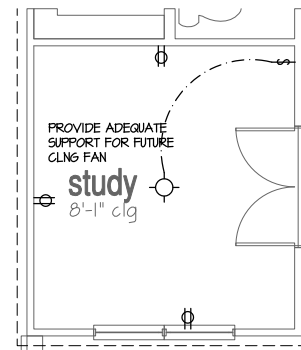 $
PROVIDE ADEQUATE
SUPPORT FOR FUTURE
CLNG FAN
study
8'-1" clg